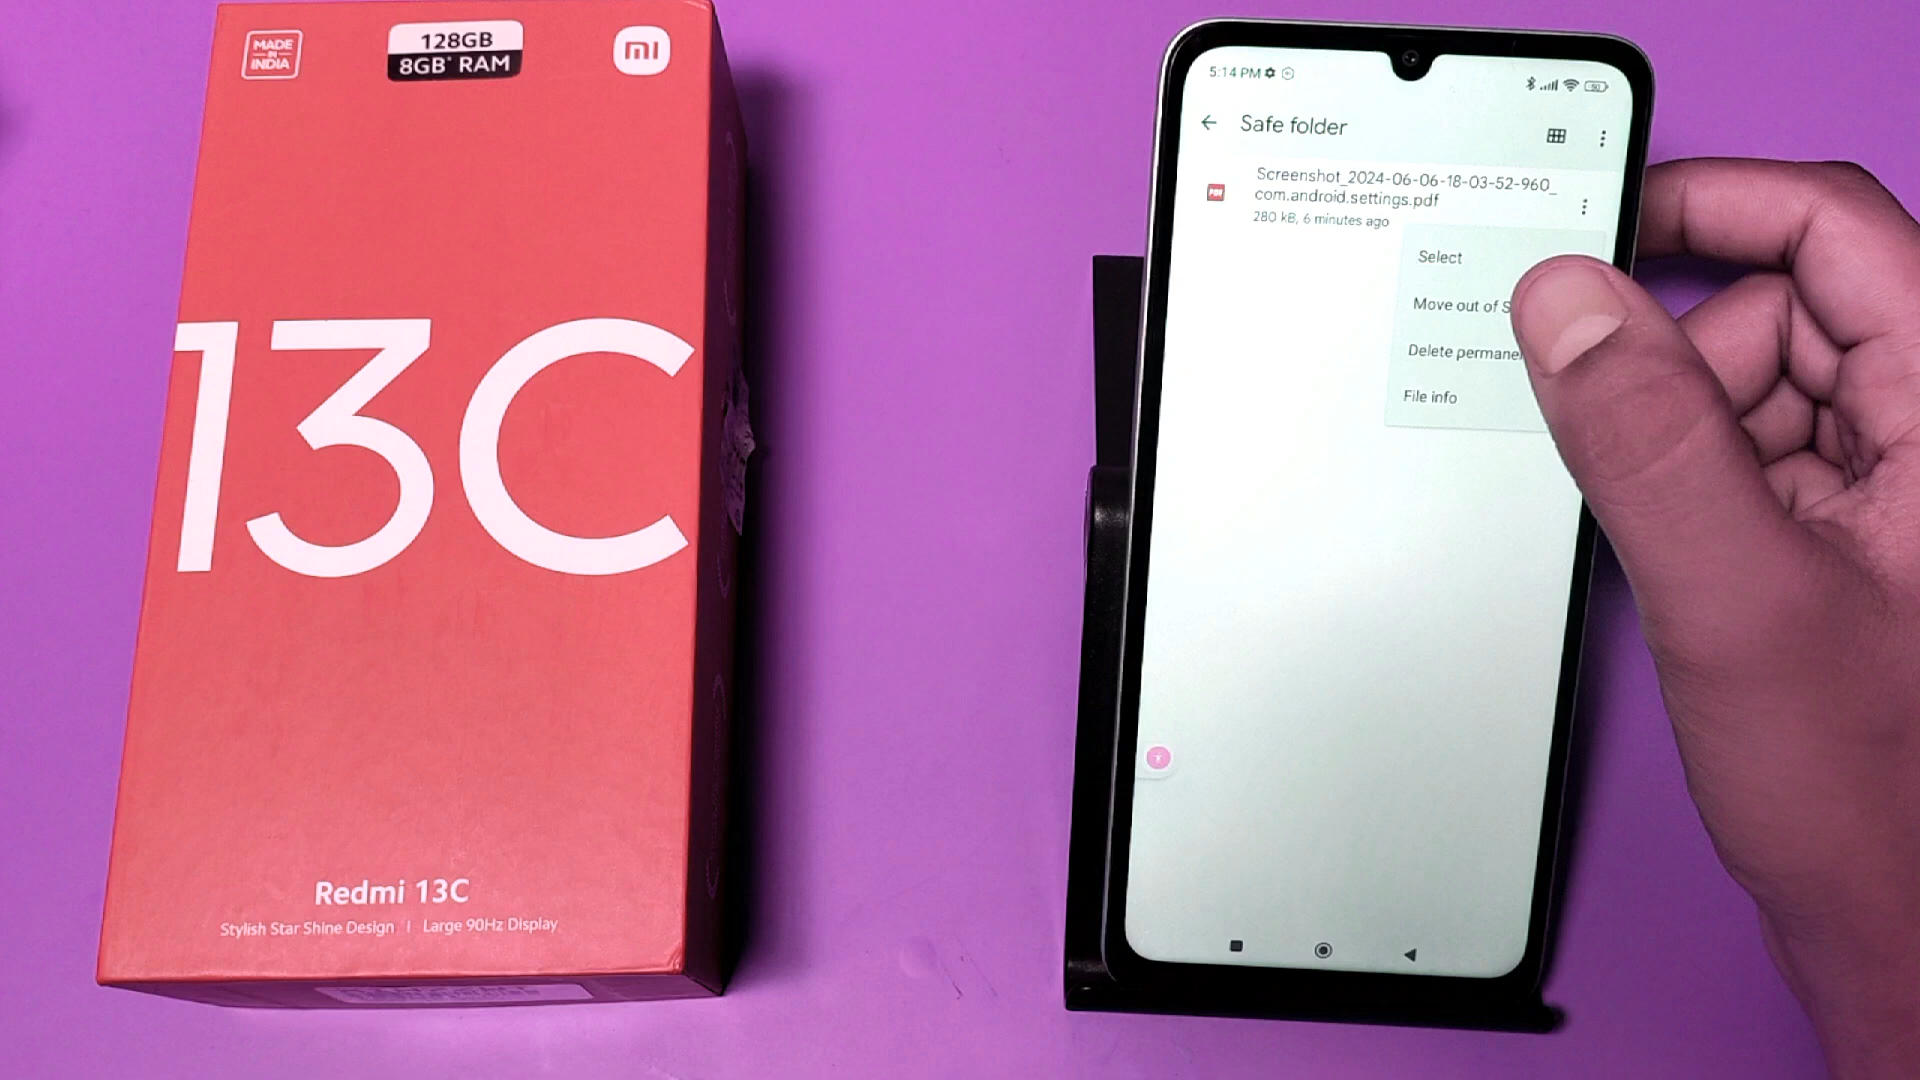 MADE
IN
INDIA
128GB
8GB* RAM
mi
13C
Redmi 13C
Stylish Star Shine Design | Large 90Hz Display
5:14 PM
50
Safe folder
Screenshot_2024-06-06-18-03-52-960_
com.android.settings.pdf
280 kB, 6 minutes ago
PDF
Select
Move out of S
Delete permane
File info